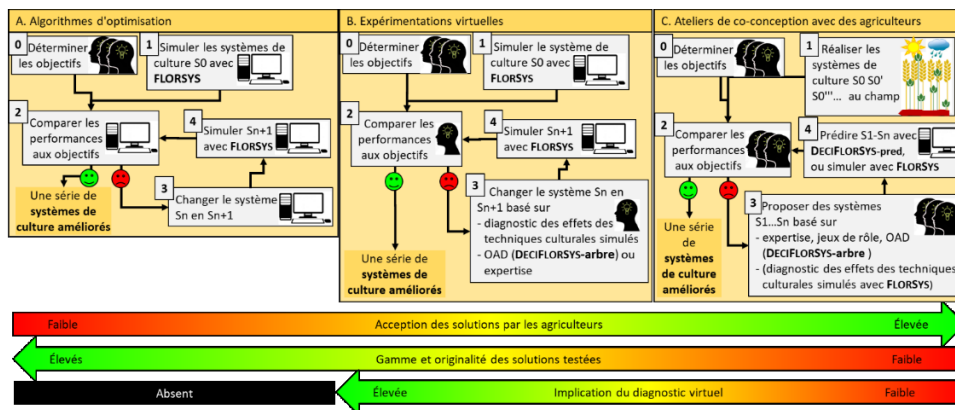 A. Algorithmes d'optimisation
0
Déterminer
les objectifs
1
Simuler les systèmes de
culture S0 avec
FLORSYS
2
Comparer les
performances
aux objectifs
4
Simuler Sn+1
avec FLORSYS
3
Changer le système
Sn en Sn+1
Une série de
systèmes de
culture améliorés
B. Expérimentations virtuelles
0
Déterminer
les objectifs
1
Simuler le système de
culture S0 avec
FLORSYS
2
Comparer les
performances
aux objectifs
4
Simuler Sn+1
avec FLORSYS
3
Changer le système Sn en
Sn+1 basé sur
- diagnostic des effets des
techniques culturales simulés
- OAD (DECIFLORSYS-arbre) ou
expertise
Une série de
systèmes de
culture améliorés
C. Ateliers de co-conception avec des agriculteurs
0
Déterminer
les objectifs
1
Réaliser les
systèmes de
culture S0 S0'
S0'''... au champ
2
Comparer les
performances
aux objectifs
4
Prédire S1-Sn avec
DECIFLORSYS-pred,
ou simuler avec FLORSYS
3
Proposer des systèmes
S1...Sn basé sur
- expertise, jeux de rôle, OAD
(DECIFLORSYS-arbre )
- (diagnostic des effets des techniques
culturales simulés avec FLORSYS)
Une série
de
systèmes
de culture
améliorés
Faible Acception des solutions par les agriculteurs Élevée
Élevés Gamme et originalité des solutions testées Faible
Absent Élevée Implication du diagnostic virtuel Faible